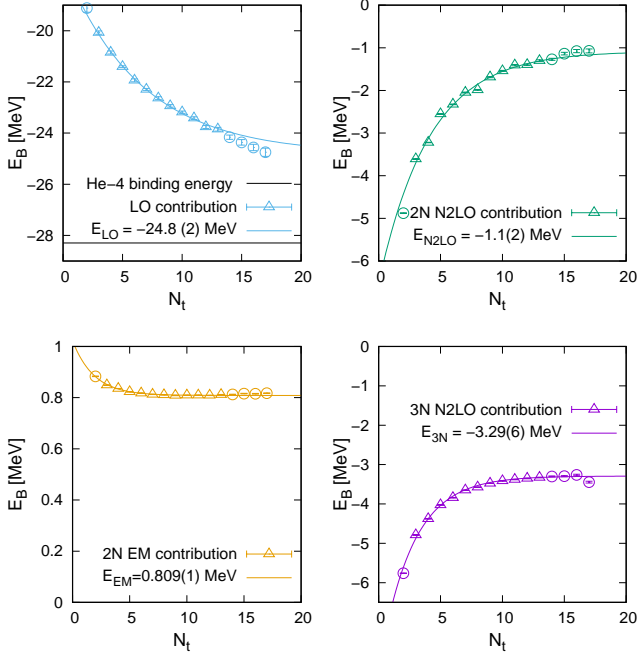 −20
−22
−24
−26
−28
E_B [MeV]
He−4 binding energy
LO contribution
E_LO = −24.8 (2) MeV
0 5 10 15 20
N_t
0
−1
−2
−3
−4
−5
−6
E_B [MeV]
2N N2LO contribution
E_N2LO = −1.1(2) MeV
0 5 10 15 20
N_t
1
0.8
0.6
0.4
0.2
0
E_B [MeV]
2N EM contribution
E_EM=0.809(1) MeV
0 5 10 15 20
N_t
0
−1
−2
−3
−4
−5
−6
E_B [MeV]
3N N2LO contribution
E_3N = −3.29(6) MeV
0 5 10 15 20
N_t